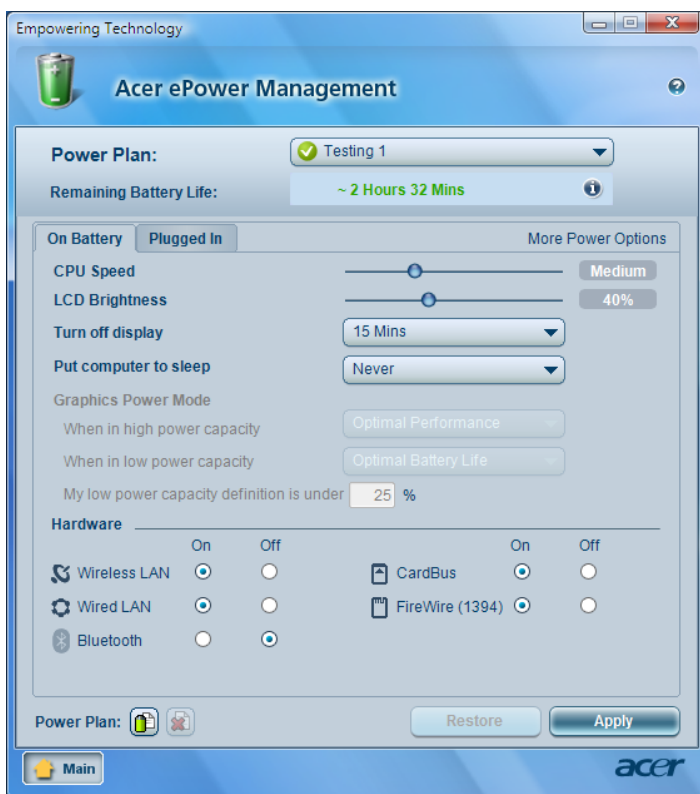 Empowering Technology
Acer ePower Management
Power Plan: Testing 1
Remaining Battery Life: ~ 2 Hours 32 Mins
On Battery Plugged In More Power Options
CPU Speed Medium
LCD Brightness 40%
Turn off display 15 Mins
Put computer to sleep Never
Graphics Power Mode
When in high power capacity Optimal Performance
When in low power capacity Optimal Battery Life
My low power capacity definition is under 25 %
Hardware
On Off On Off
Wireless LAN CardBus
Wired LAN FireWire (1394)
Bluetooth
Power Plan: Restore Apply
Main acer